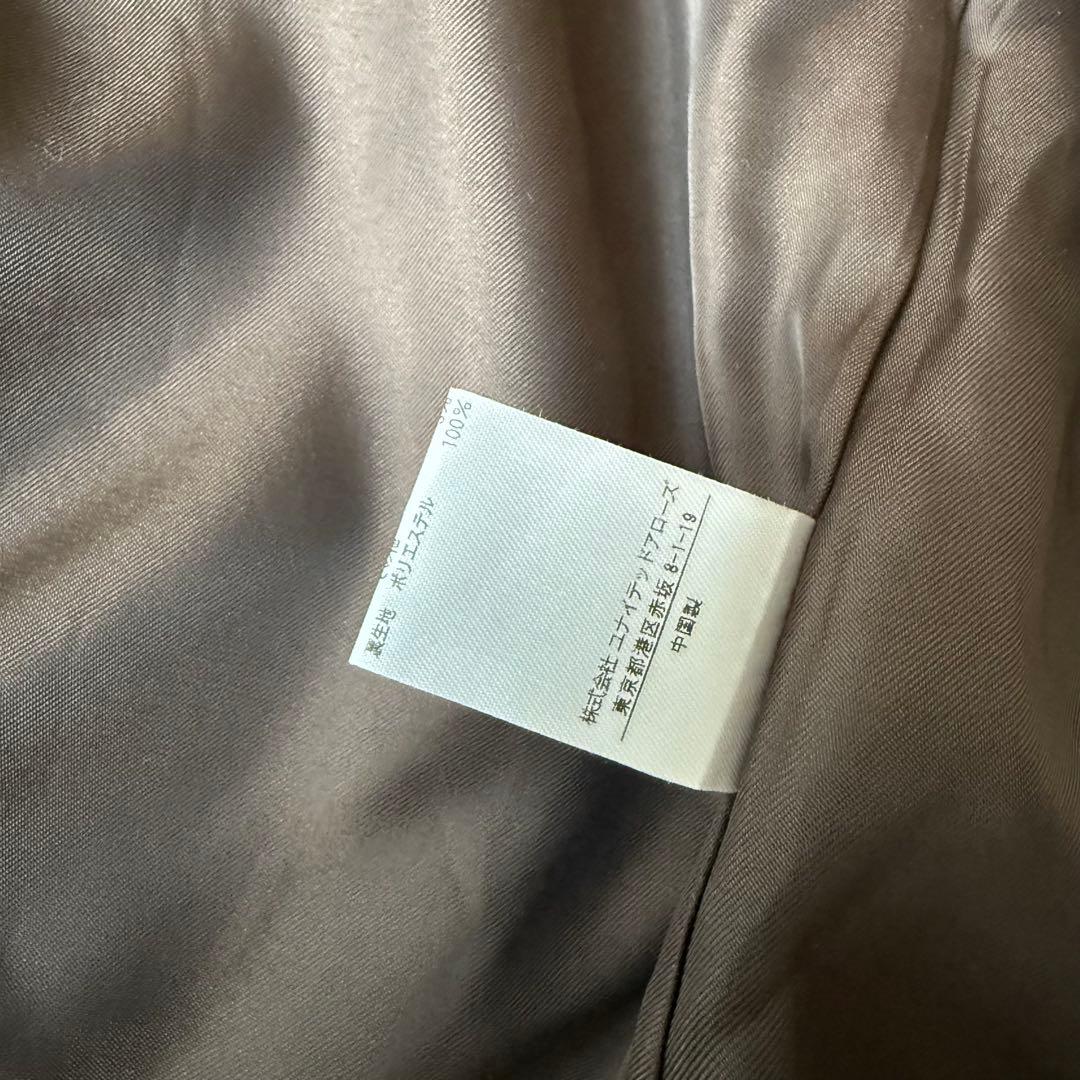 裏生地 ポリエステル 100%
株式会社 ユナイテッドアローズ
東京都港区赤坂 8-1-19
中国製